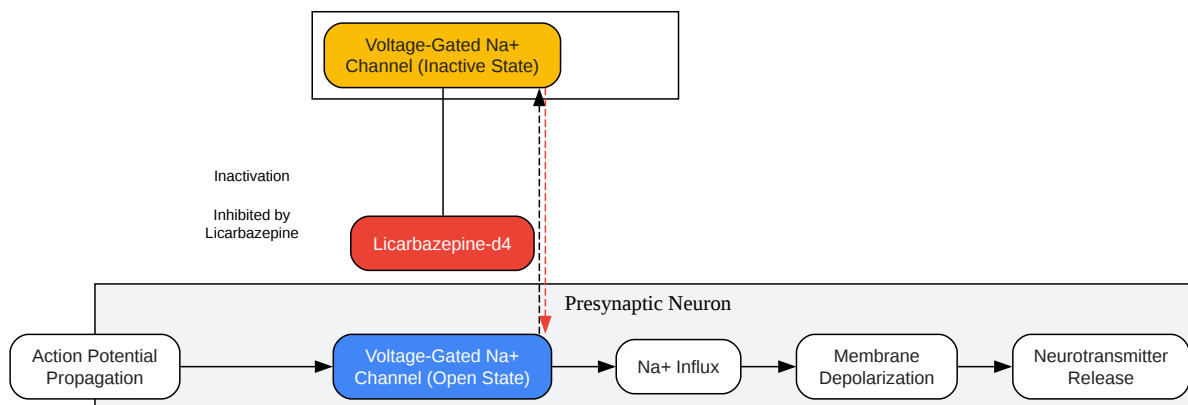 Voltage-Gated Na+
Channel (Inactive State)
Inactivation
Inhibited by
Licarbazepine
Licarbazepine-d4
Presynaptic Neuron
Action Potential
Propagation
Voltage-Gated Na+
Channel (Open State)
Na+ Influx
Membrane
Depolarization
Neurotransmitter
Release